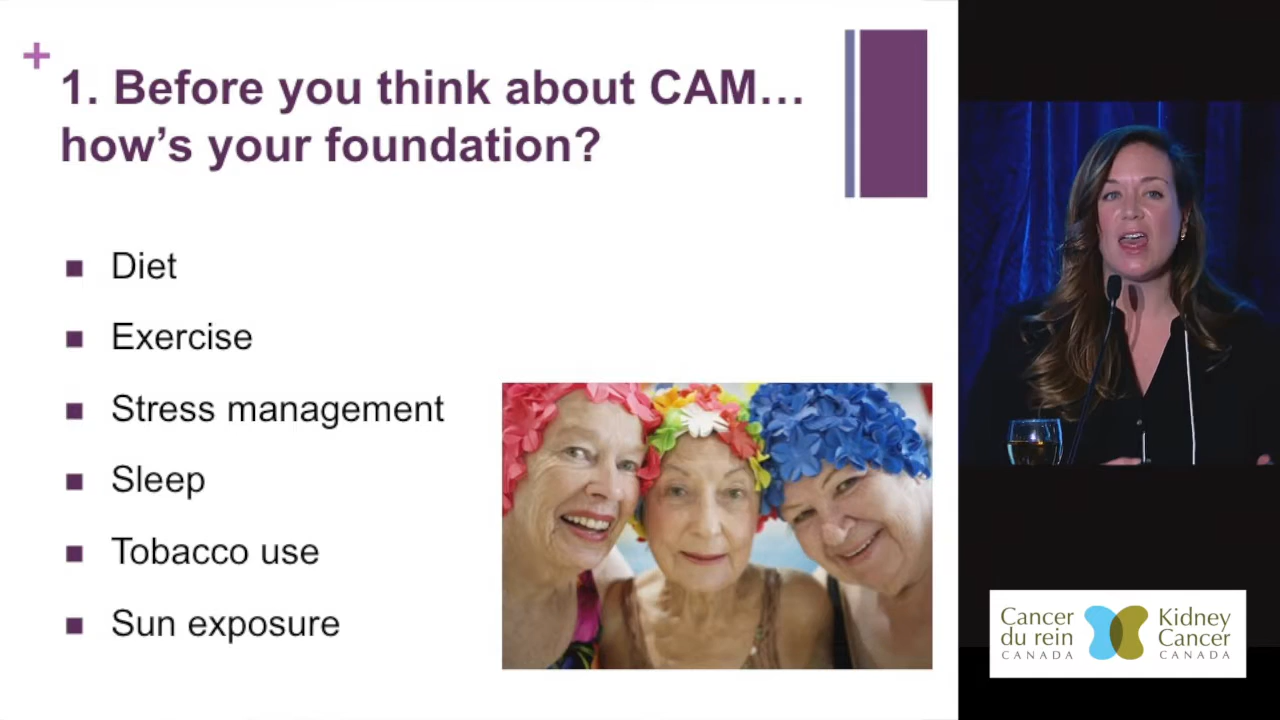 +
1. Before you think about CAM…
how’s your foundation?
Diet
Exercise
Stress management
Sleep
Tobacco use
Sun exposure
Cancer
du rein
CANADA
Kidney
Cancer
CANADA